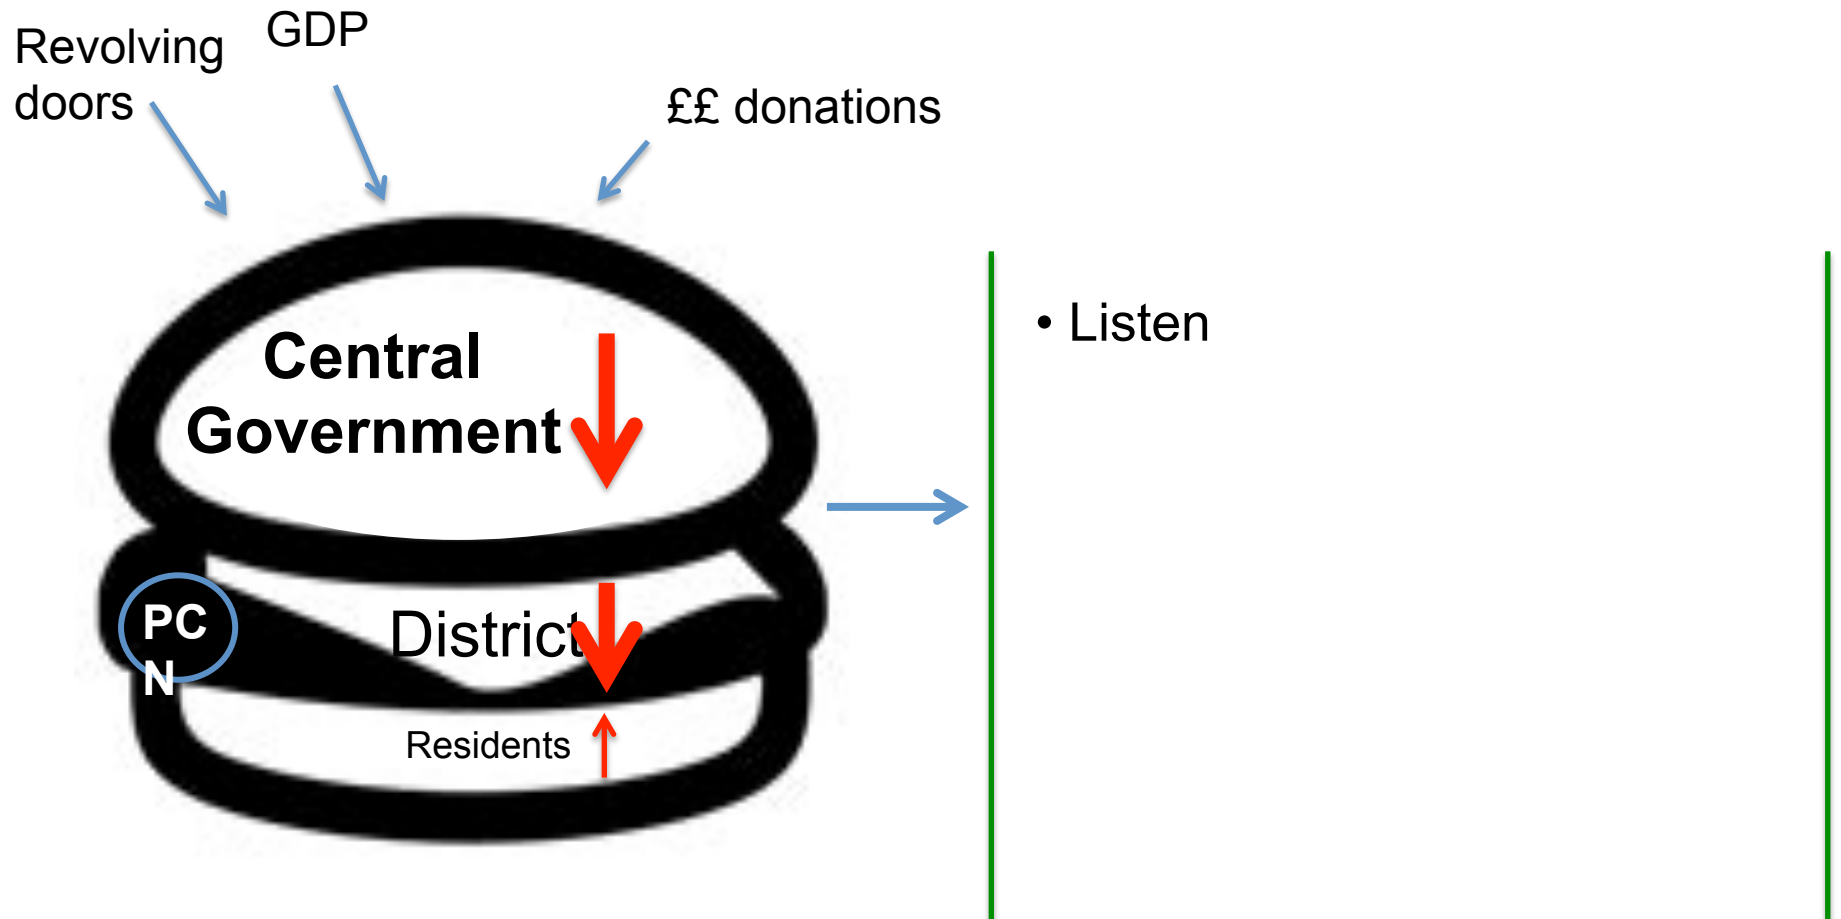 Revolving
doors
GDP
££ donations
Central
Government
• Listen
District
PC
N
Residents